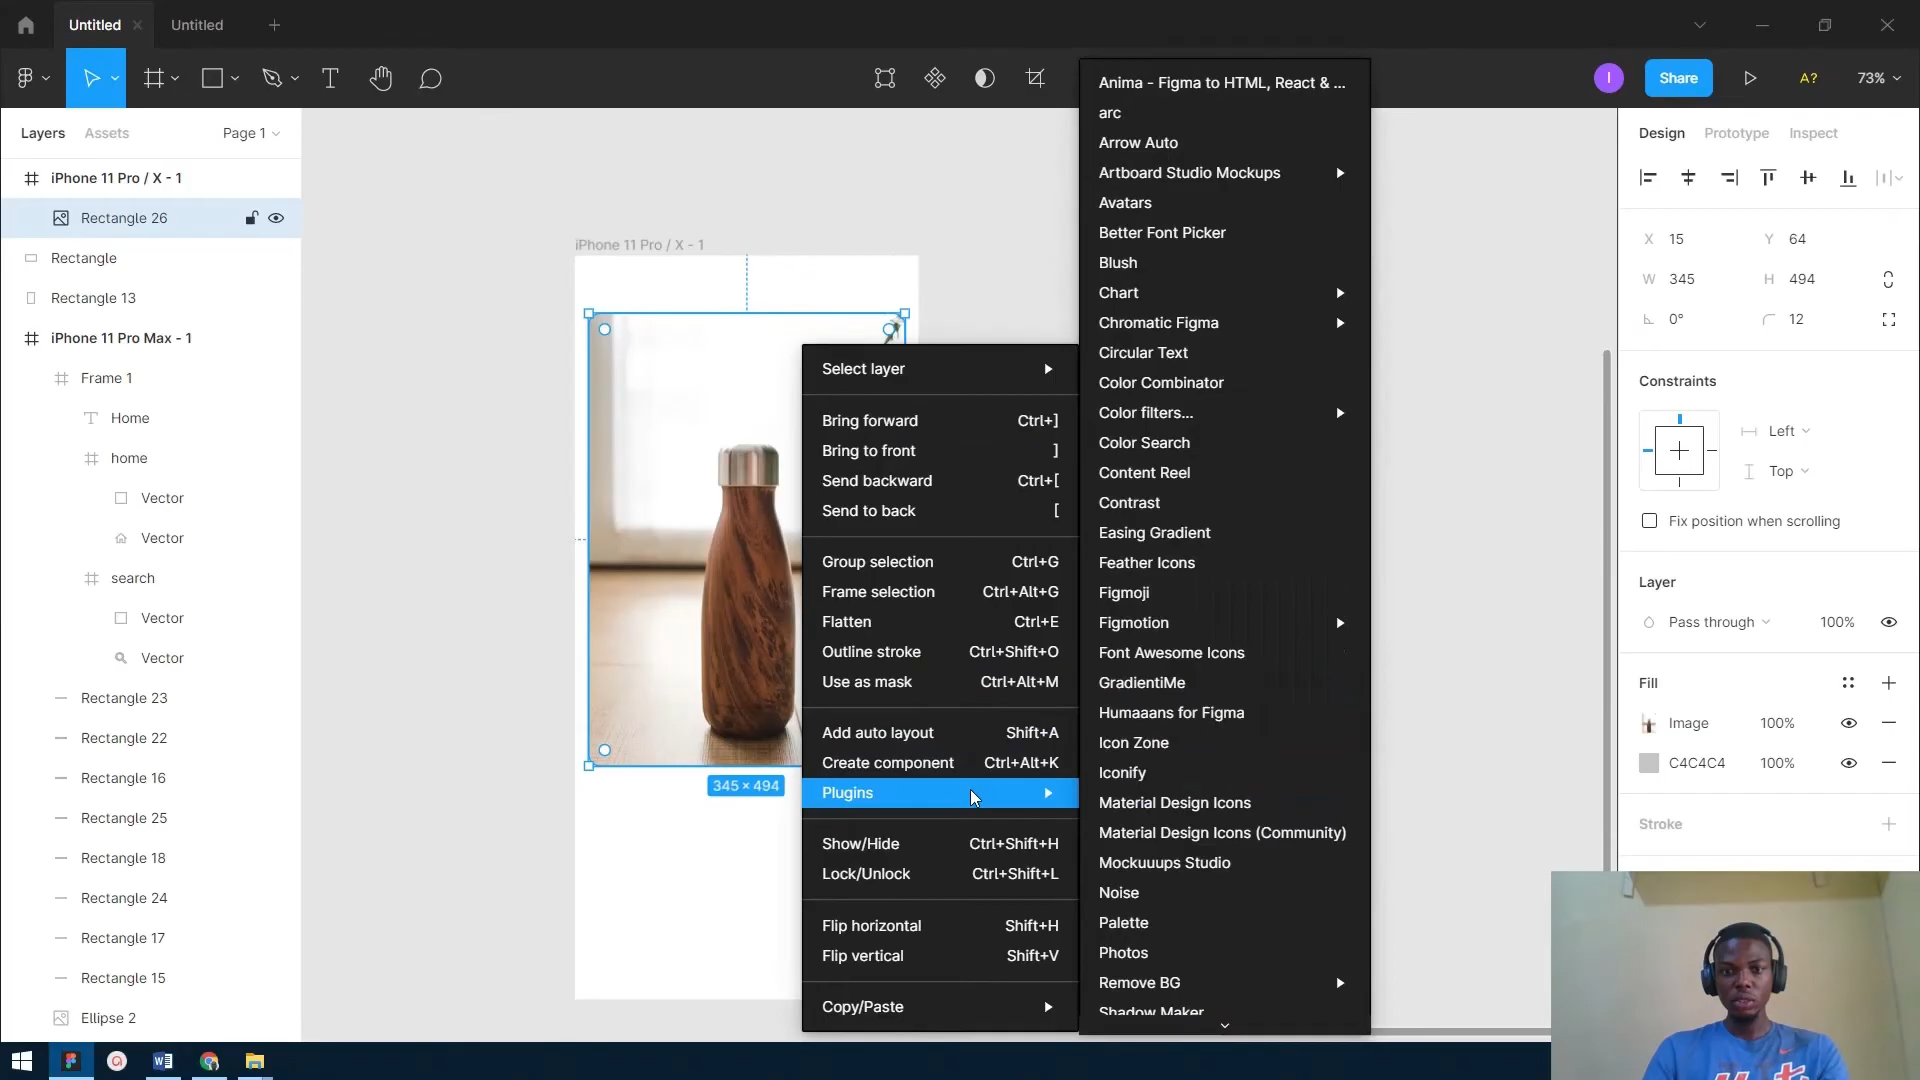 Untitled
Untitled
Share
A?
73%
I
Layers
Assets
Page 1
iPhone 11 Pro / X - 1
Rectangle 26
Rectangle
Rectangle 13
iPhone 11 Pro Max - 1
Frame 1
Home
home
Vector
Vector
search
Vector
Vector
Rectangle 23
Rectangle 22
Rectangle 16
Rectangle 25
Rectangle 18
Rectangle 24
Rectangle 17
Rectangle 15
Ellipse 2
iPhone 11 Pro / X - 1
345 × 494
Select layer
Bring forward Ctrl+]
Bring to front ]
Send backward Ctrl+[
Send to back [
Group selection Ctrl+G
Frame selection Ctrl+Alt+G
Flatten Ctrl+E
Outline stroke Ctrl+Shift+O
Use as mask Ctrl+Alt+M
Add auto layout Shift+A
Create component Ctrl+Alt+K
Plugins
Show/Hide Ctrl+Shift+H
Lock/Unlock Ctrl+Shift+L
Flip horizontal Shift+H
Flip vertical Shift+V
Copy/Paste
Anima - Figma to HTML, React & ...
arc
Arrow Auto
Artboard Studio Mockups
Avatars
Better Font Picker
Blush
Chart
Chromatic Figma
Circular Text
Color Combinator
Color filters...
Color Search
Content Reel
Contrast
Easing Gradient
Feather Icons
Figmoji
Figmotion
Font Awesome Icons
GradientMe
Humaaans for Figma
Icon Zone
Iconify
Material Design Icons
Material Design Icons (Community)
Mockuuups Studio
Noise
Palette
Photos
Remove BG
Shadow Maker
Design
Prototype
Inspect
X 15 Y 64
W 345 H 494
0° 12
Constraints
Left
Top
Fix position when scrolling
Layer
Pass through 100%
Fill
Image 100%
C4C4C4 100%
Stroke